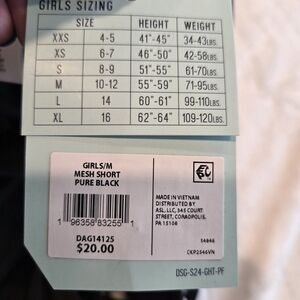 GIRLS SIZING
SIZE HEIGHT WEIGHT
XXS 4-5 41"-45" 34-43LBS.
XS 6-7 46"-50" 42-58LBS.
S 8-9 51"-55" 61-70LBS.
M 10-12 55"-59" 71-95LBS.
L 14 60"-61" 99-110LBS.
XL 16 62"-64" 109-120LBS.
GIRLS/M
MESH SHORT
PURE BLACK
1 96358 83255 1
DAG14125
$20.00
MADE IN VIETNAM
DISTRIBUTED BY
ASL, LLC, 345 COURT
STREET, CORAOPOLIS,
PA 15108
54848
CKP2546VN
DSG-S24-GHT-PF